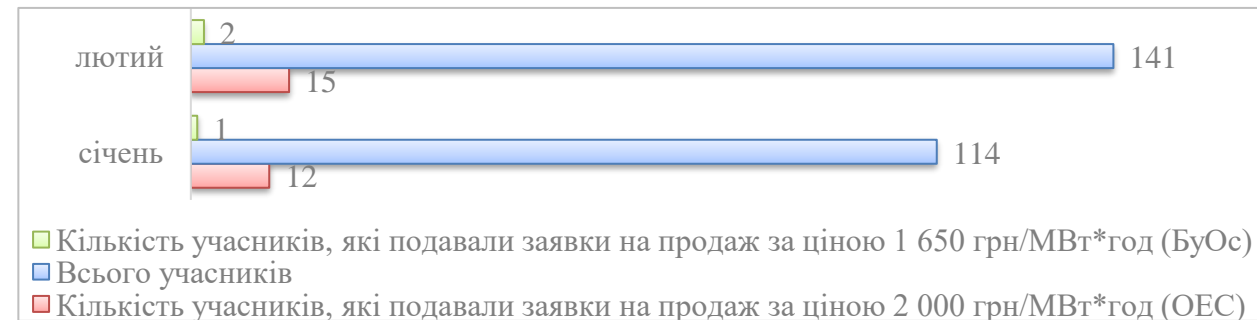 2
лютий
141
15
1
січень
114
12
Кількість учасників, які подавали заявки на продаж за ціною 1 650 грн/МВт*год (БуОс)
Всього учасників
Кількість учасників, які подавали заявки на продаж за ціною 2 000 грн/МВт*год (ОЕС)